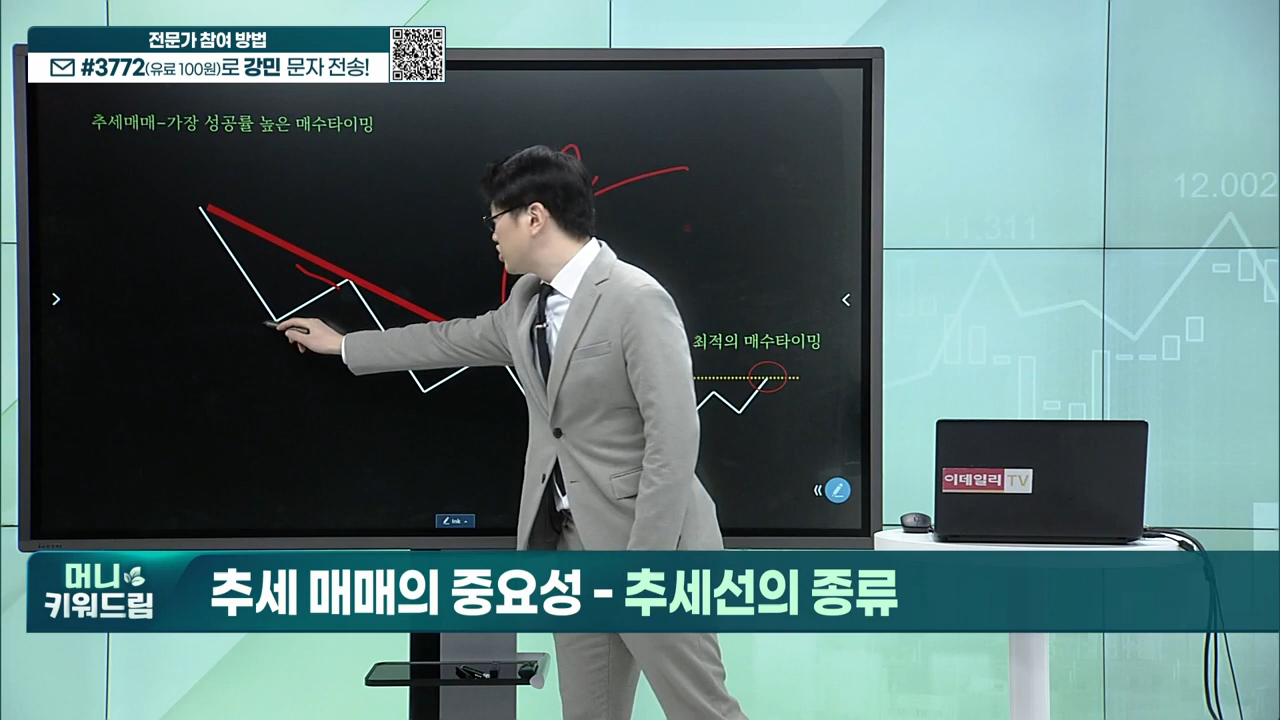 전문가 참여 방법
#3772(유료 100원)로 강민 문자 전송!
추세매매-가장 성공률 높은 매수타이밍
12.002
11.311
최적의 매수타이밍
이데일리TV
Ink
머니
키워드림
추세 매매의 중요성 - 추세선의 종류